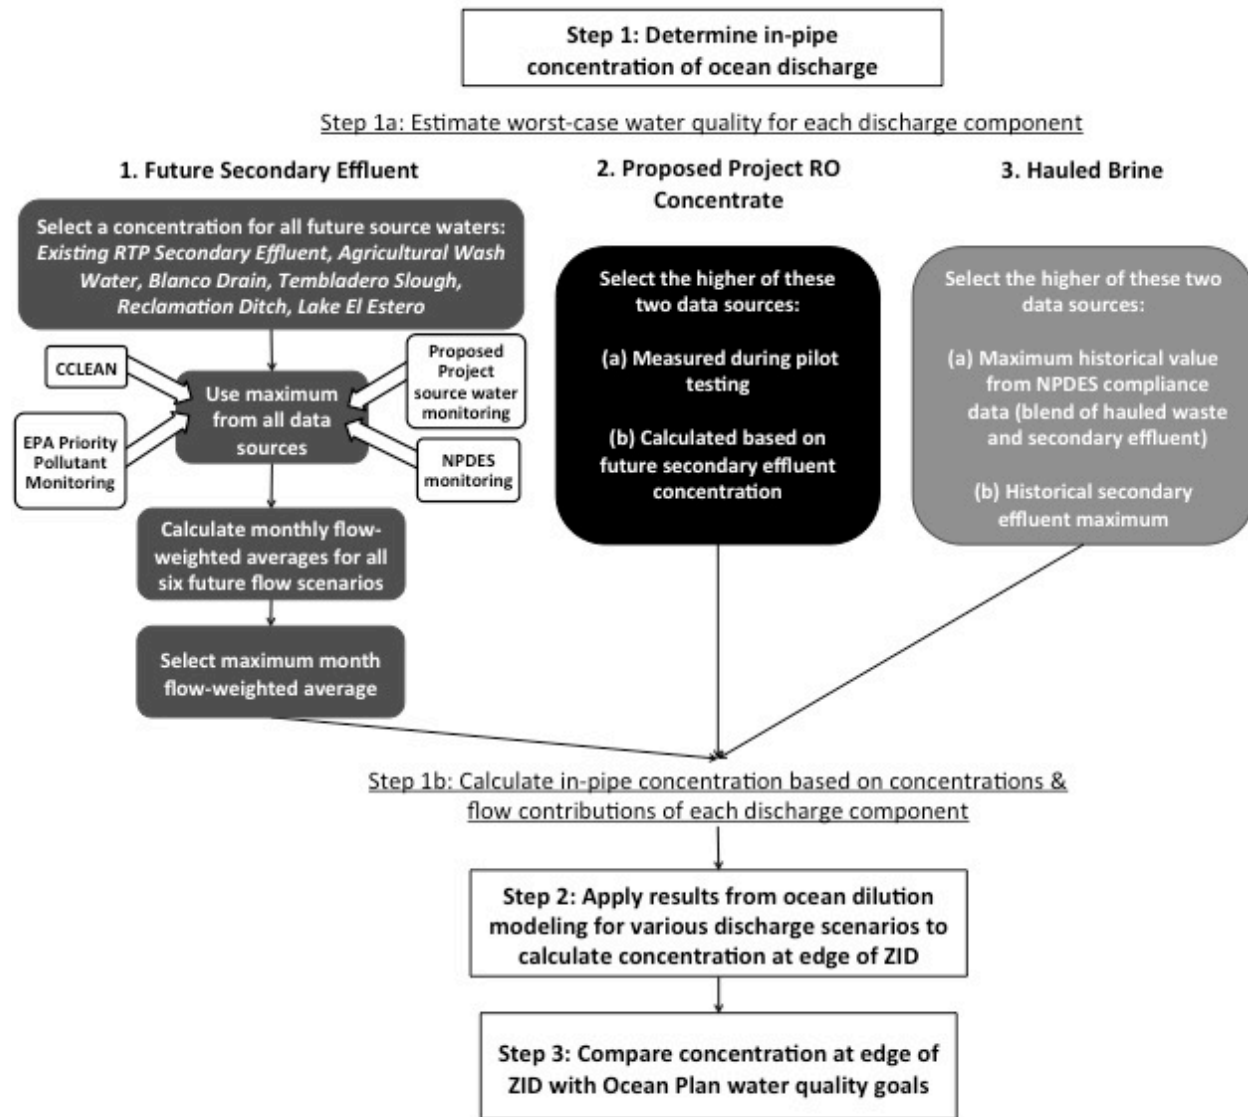 Step 1: Determine in-pipe
concentration of ocean discharge
Step 1a: Estimate worst-case water quality for each discharge component
1. Future Secondary Effluent
Select a concentration for all future source waters:
Existing RTP Secondary Effluent, Agricultural Wash
Water, Blanco Drain, Tembladero Slough,
Reclamation Ditch, Lake El Estero
CCLEAN
Proposed
Project
source water
monitoring
Use maximum
from all data
sources
EPA Priority
Pollutant
Monitoring
NPDES
monitoring
Calculate monthly flow-
weighted averages for all
six future flow scenarios
Select maximum month
flow-weighted average
2. Proposed Project RO
Concentrate
Select the higher of these
two data sources:
(a) Measured during pilot
testing
(b) Calculated based on
future secondary effluent
concentration
3. Hauled Brine
Select the higher of these two
data sources:
(a) Maximum historical value
from NPDES compliance
data (blend of hauled waste
and secondary effluent)
(b) Historical secondary
effluent maximum
Step 1b: Calculate in-pipe concentration based on concentrations &
flow contributions of each discharge component
Step 2: Apply results from ocean dilution
modeling for various discharge scenarios to
calculate concentration at edge of ZID
Step 3: Compare concentration at edge of
ZID with Ocean Plan water quality goals